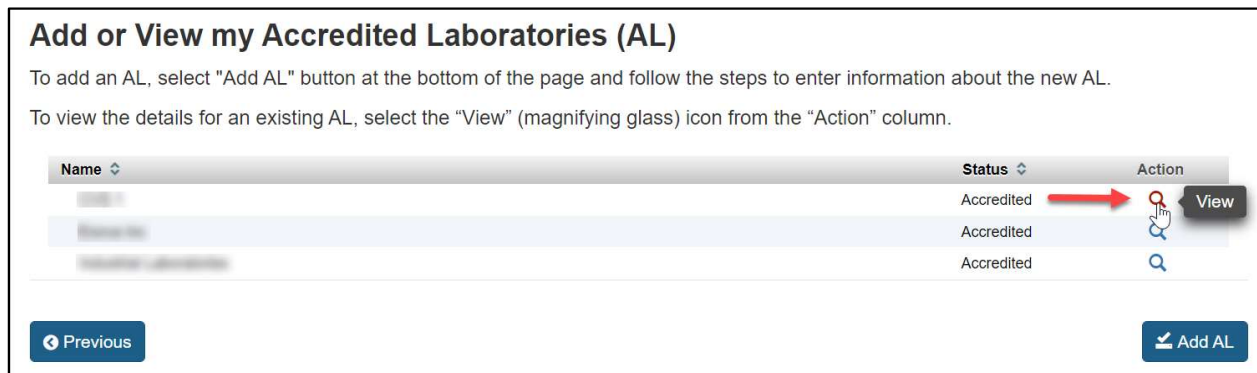 Add or View my Accredited Laboratories (AL)
To add an AL, select "Add AL" button at the bottom of the page and follow the steps to enter information about the new AL.
To view the details for an existing AL, select the “View” (magnifying glass) icon from the “Action” column.
Name Status Action
Accredited View
Accredited
Accredited
Previous Add AL